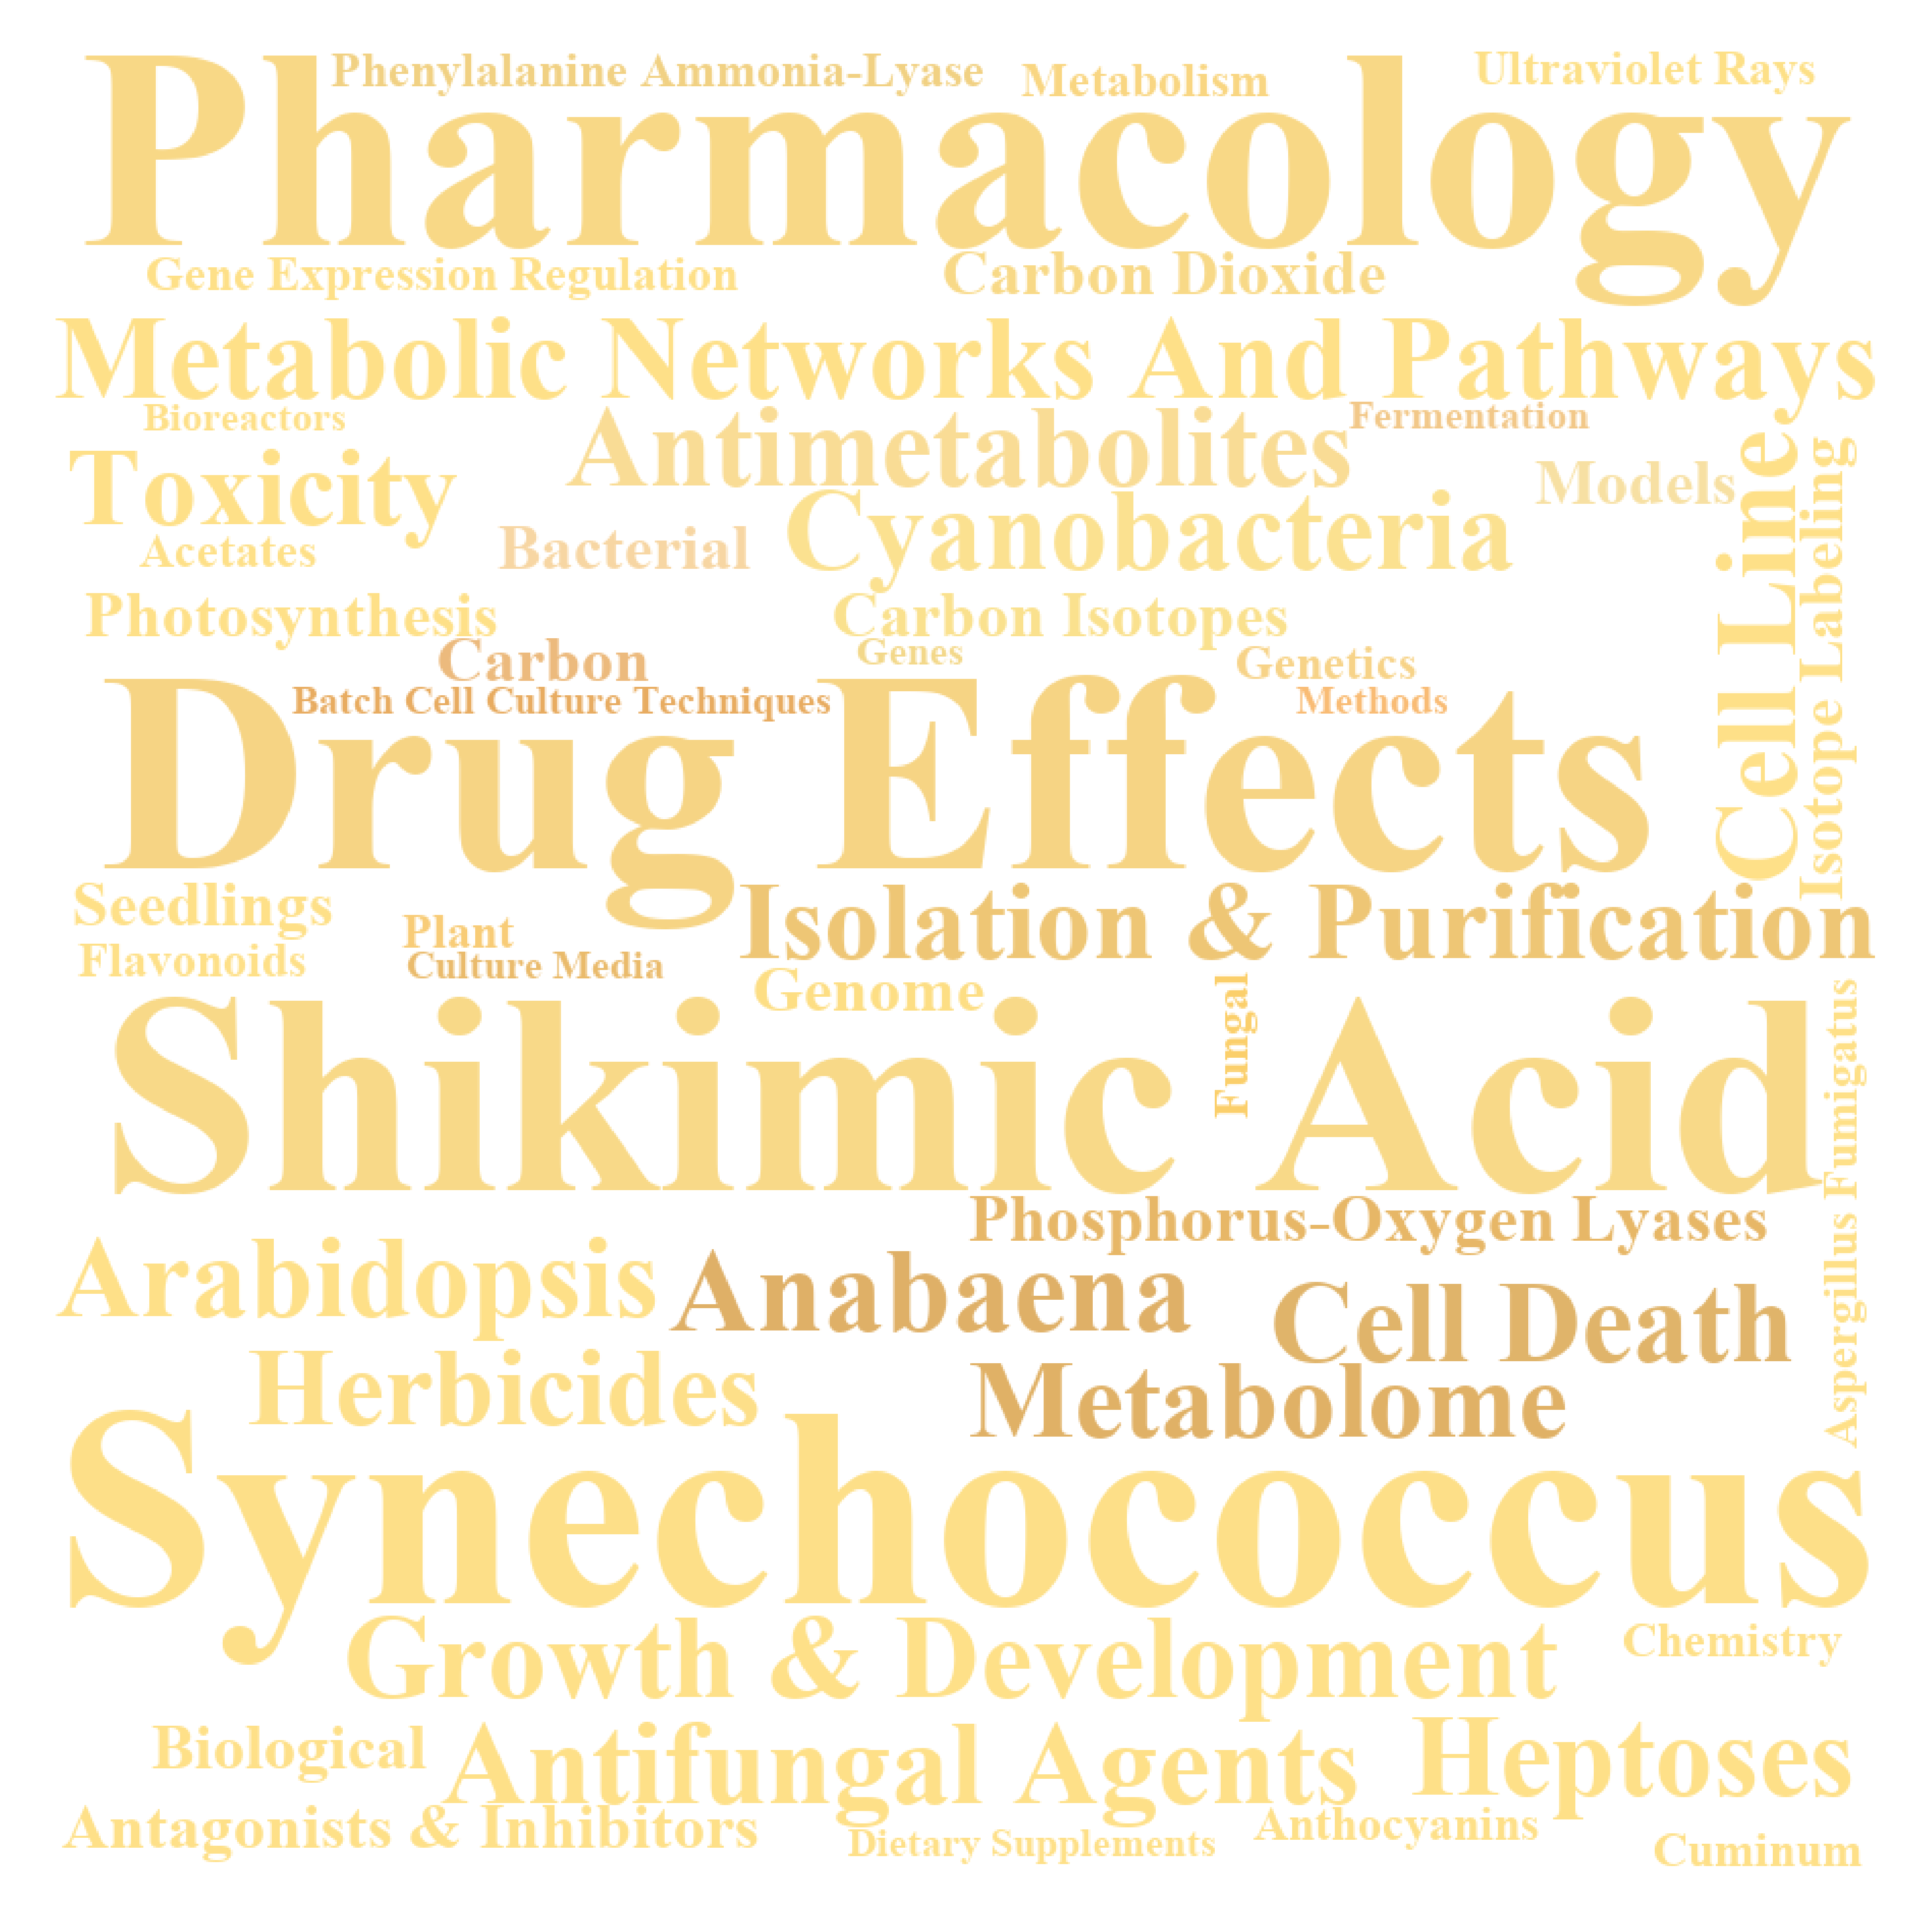 Phenylalanine Ammonia-Lyase
Metabolism
Ultraviolet Rays
Pharmacology
Gene Expression Regulation
Carbon Dioxide
Metabolic Networks And Pathways
Bioreactors
Antimetabolites
Fermentation
Toxicity
Models
Cyanobacteria
Acetates
Bacterial
Cell Line
Isotope Labeling
Photosynthesis
Carbon Isotopes
Carbon
Genes
Genetics
Batch Cell Culture Techniques
Methods
Drug Effects
Seedlings
Isolation & Purification
Plant
Flavonoids
Culture Media
Genome
Fungal
Aspergillus Fumigatus
Shikimic Acid
Phosphorus-Oxygen Lyases
Arabidopsis
Anabaena
Cell Death
Herbicides
Metabolome
Synechococcus
Growth & Development
Chemistry
Biological
Antifungal Agents
Heptoses
Antagonists & Inhibitors
Dietary Supplements
Anthocyanins
Cuminum